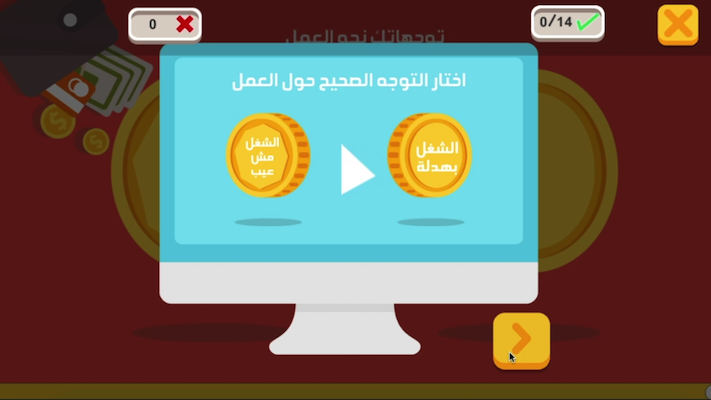 0
0/14
توجهاتك نحو العمل
اختار التوجه الصحيح حول العمل
الشغل
بهدلة
الشغل
مش
عيب